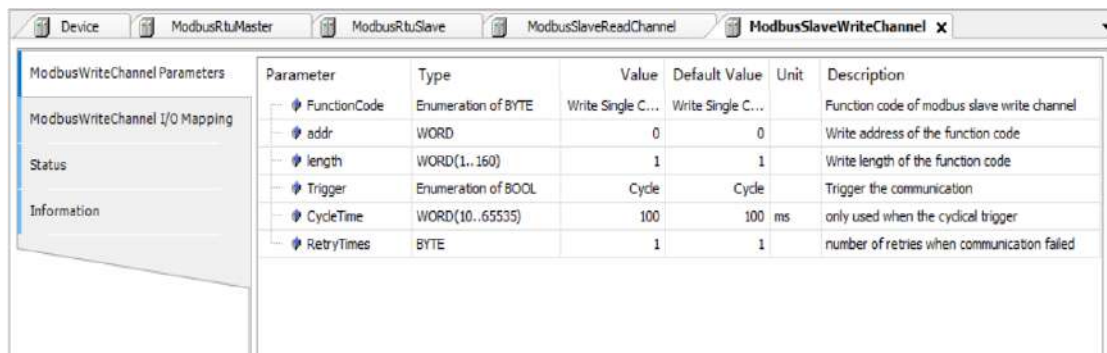 Device ModbusRtuMaster ModbusRtuSlave ModbusSlaveReadChannel ModbusSlaveWriteChannel X
ModbusWriteChannel Parameters
ModbusWriteChannel I/O Mapping
Status
Information
Parameter Type Value Default Value Unit Description
FunctionCode Enumeration of BYTE Write Single C... Write Single C... Function code of modbus slave write channel
addr WORD 0 0 Write address of the function code
length WORD(1..160) 1 1 Write length of the function code
Trigger Enumeration of BOOL Cycle Cycle Trigger the communication
CycleTime WORD(10..65535) 100 100 ms only used when the cyclical trigger
RetryTimes BYTE 1 1 number of retries when communication failed